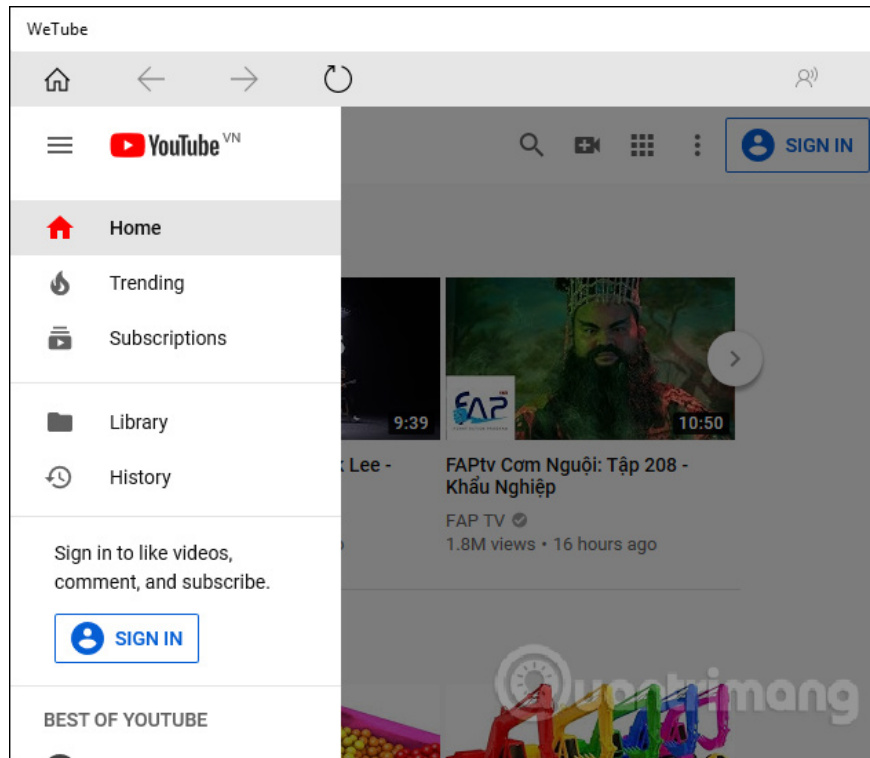 WeTube
YouTube VN
SIGN IN
Home
Trending
Subscriptions
Library
History
Sign in to like videos,
comment, and subscribe.
SIGN IN
BEST OF YOUTUBE
9:39
Lee -
FAP
10:50
FAPtv Cơm Nguội: Tập 208 -
Khẩu Nghiệp
FAP TV
1.8M views • 16 hours ago
Quantrimang